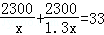 2300/x + 2300/1.3x = 33